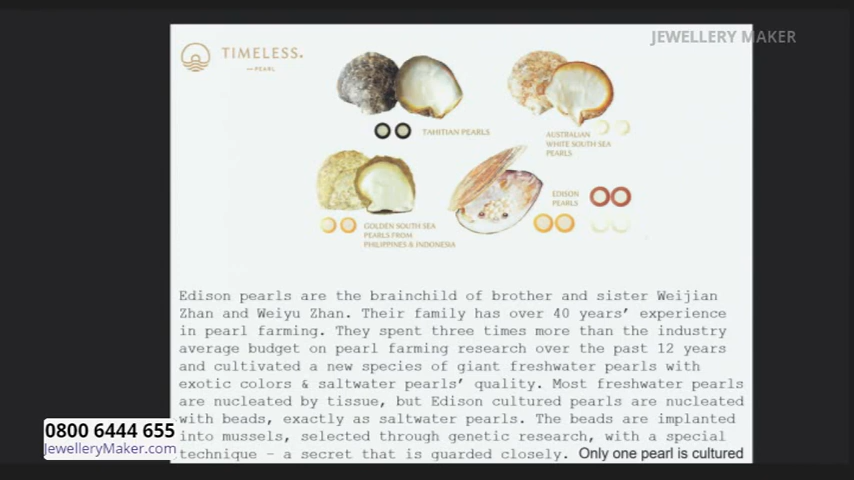 JEWELLERY MAKER
TIMELESS.
PEARL
TAHITIAN PEARLS
AUSTRALIAN
WHITE SOUTH SEA
PEARLS
EDISON
PEARLS
GOLDEN SOUTH SEA
PEARLS FROM
PHILIPPINES & INDONESIA
Edison pearls are the brainchild of brother and sister Weijian
Zhan and Weiyu Zhan. Their family has over 40 years’ experience
in pearl farming. They spent three times more than the industry
average budget on pearl farming research over the past 12 years
and cultivated a new species of giant freshwater pearls with
exotic colors & saltwater pearls’ quality. Most freshwater pearls
are nucleated by tissue, but Edison cultured pearls are nucleated
with beads, exactly as saltwater pearls. The beads are implanted
into mussels, selected through genetic research, with a special
technique – a secret that is guarded closely. Only one pearl is cultured
0800 6444 655
JewelleryMaker.com